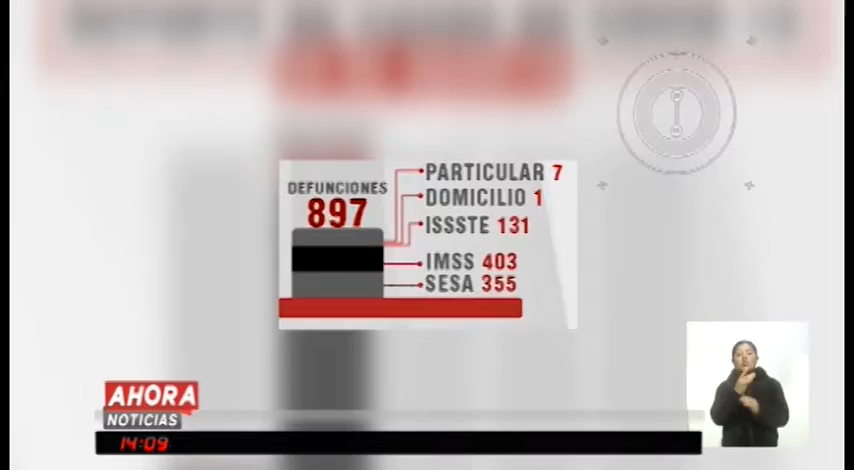 DEFUNCIONES
897
PARTICULAR 7
DOMICILIO 1
ISSSTE 131
IMSS 403
SESA 355
AHORA
NOTICIAS
14:09